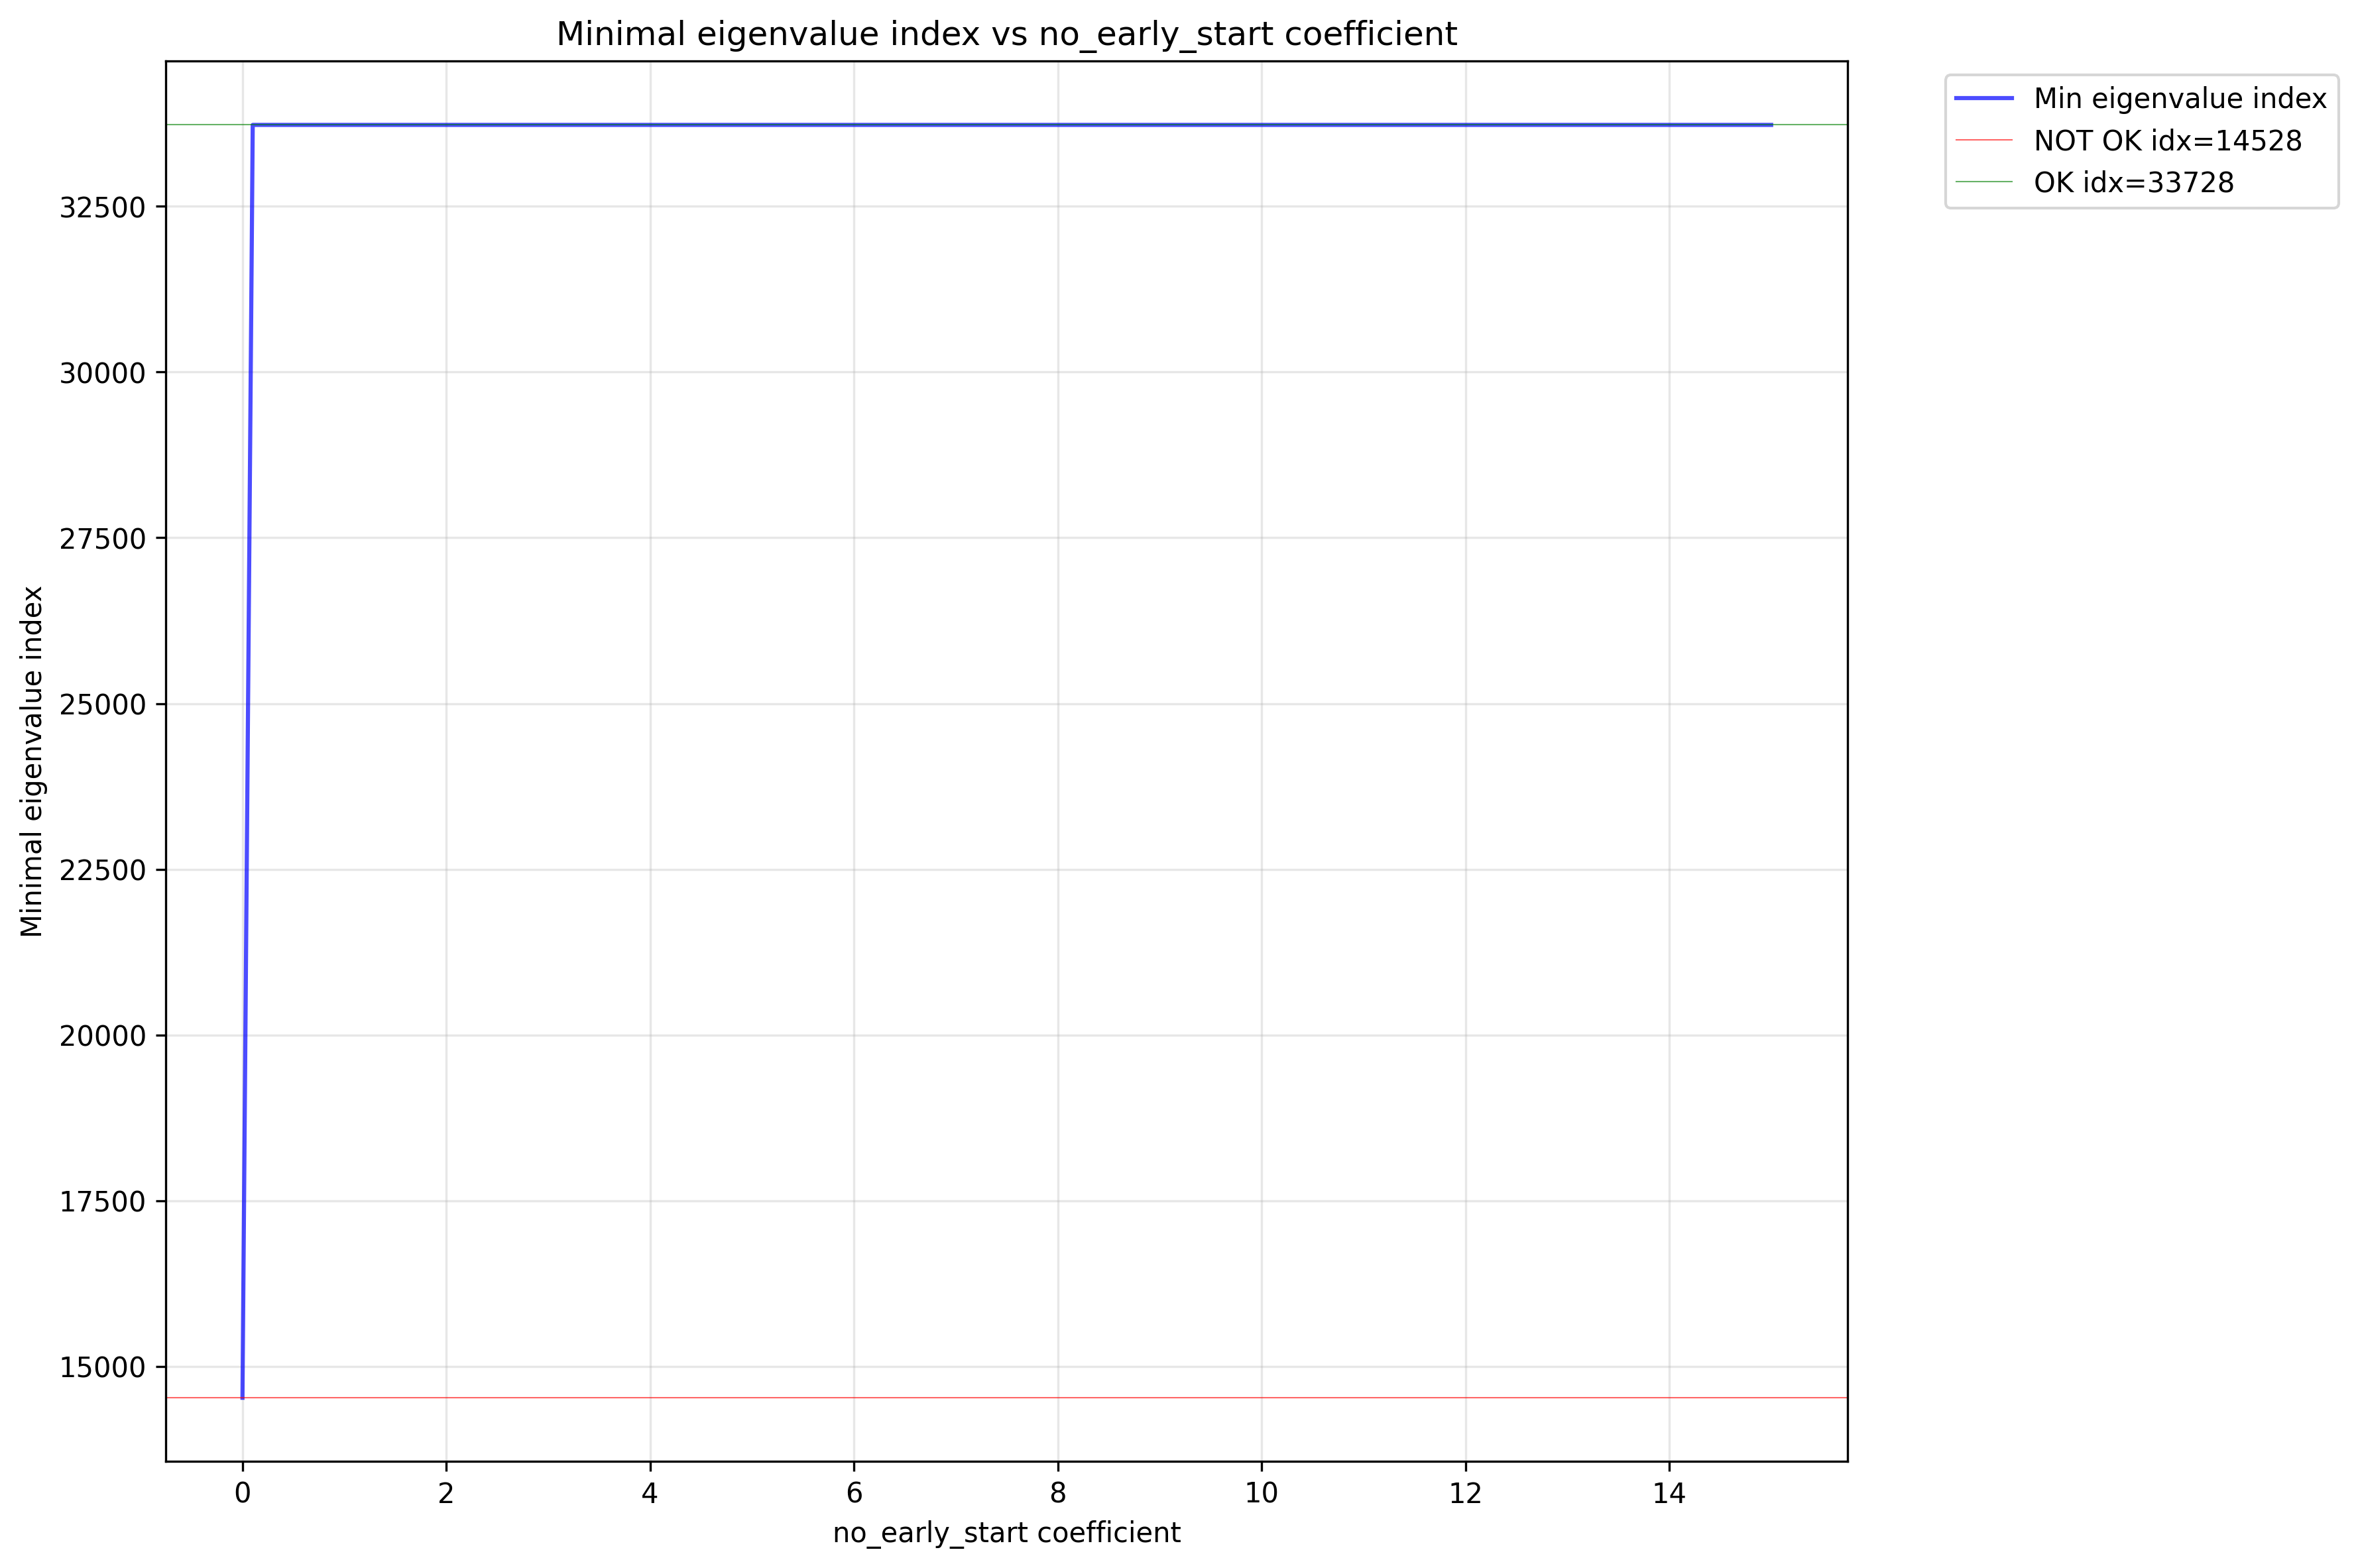 Minimal eigenvalue index vs no_early_start coefficient
Min eigenvalue index
NOT OK idx=14528
OK idx=33728
32500
30000
27500
25000
22500
20000
17500
15000
Minimal eigenvalue index
0 2 4 6 8 10 12 14
no_early_start coefficient